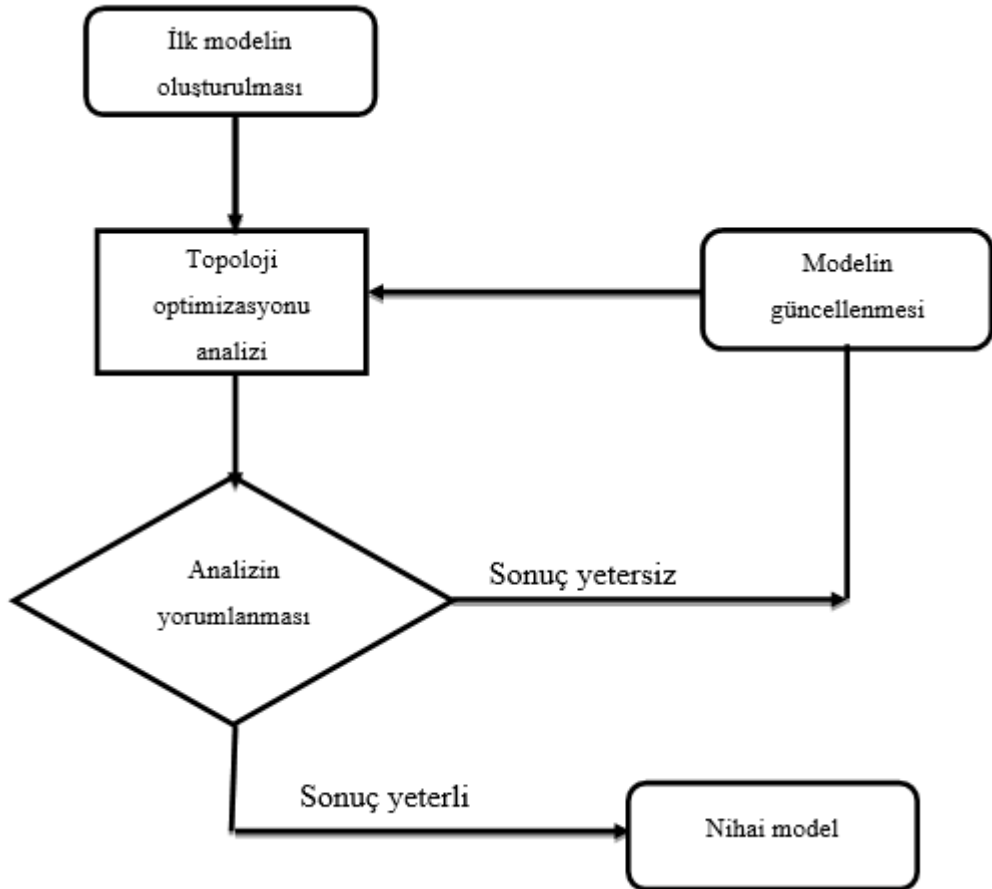 İlk modelin
oluşturulması
Topoloji
optimizasyonu
analizi
Modelin
güncellenmesi
Analizin
yorumlanması
Sonuç yetersiz
Sonuç yeterli
Nihai model